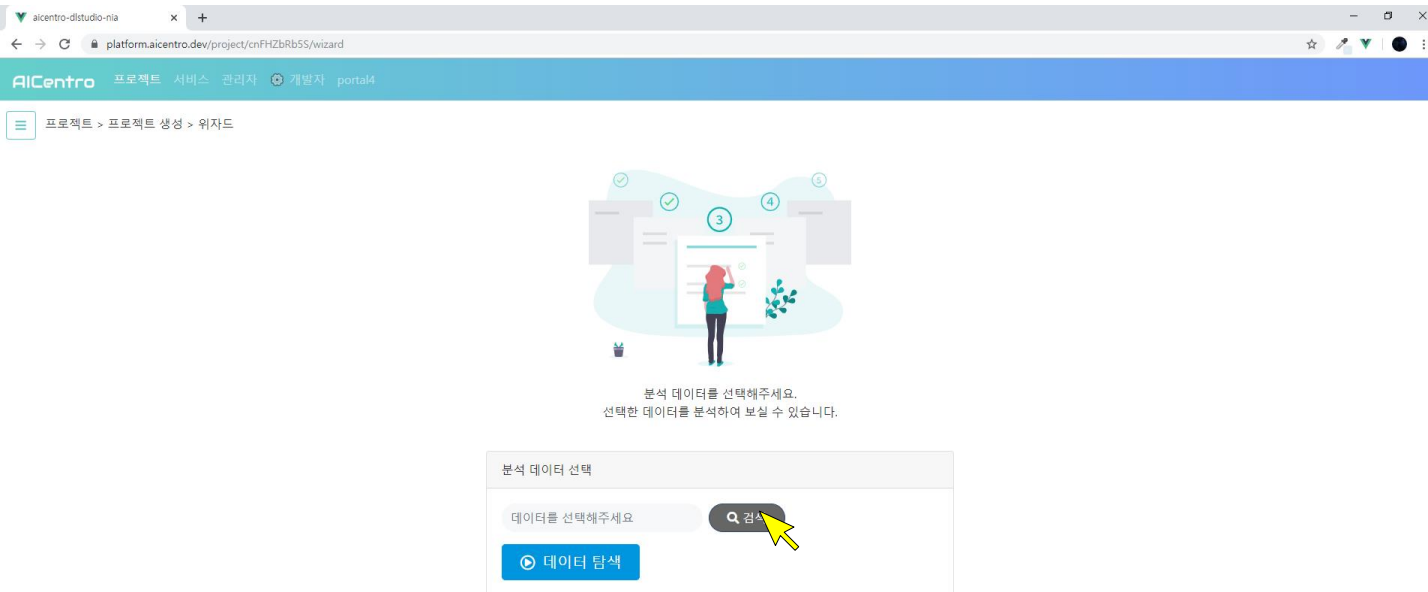 aicentro-dlstudio-nia
platform.aicentro.dev/project/cnFHZbRb5S/wizard
AICentro 프로젝트 서비스 관리자 개발자 portal4
프로젝트 > 프로젝트 생성 > 위자드
5
4
3
분석 데이터를 선택해주세요.
선택한 데이터를 분석하여 보실 수 있습니다.
분석 데이터 선택
데이터를 선택해주세요 검색
데이터 탐색